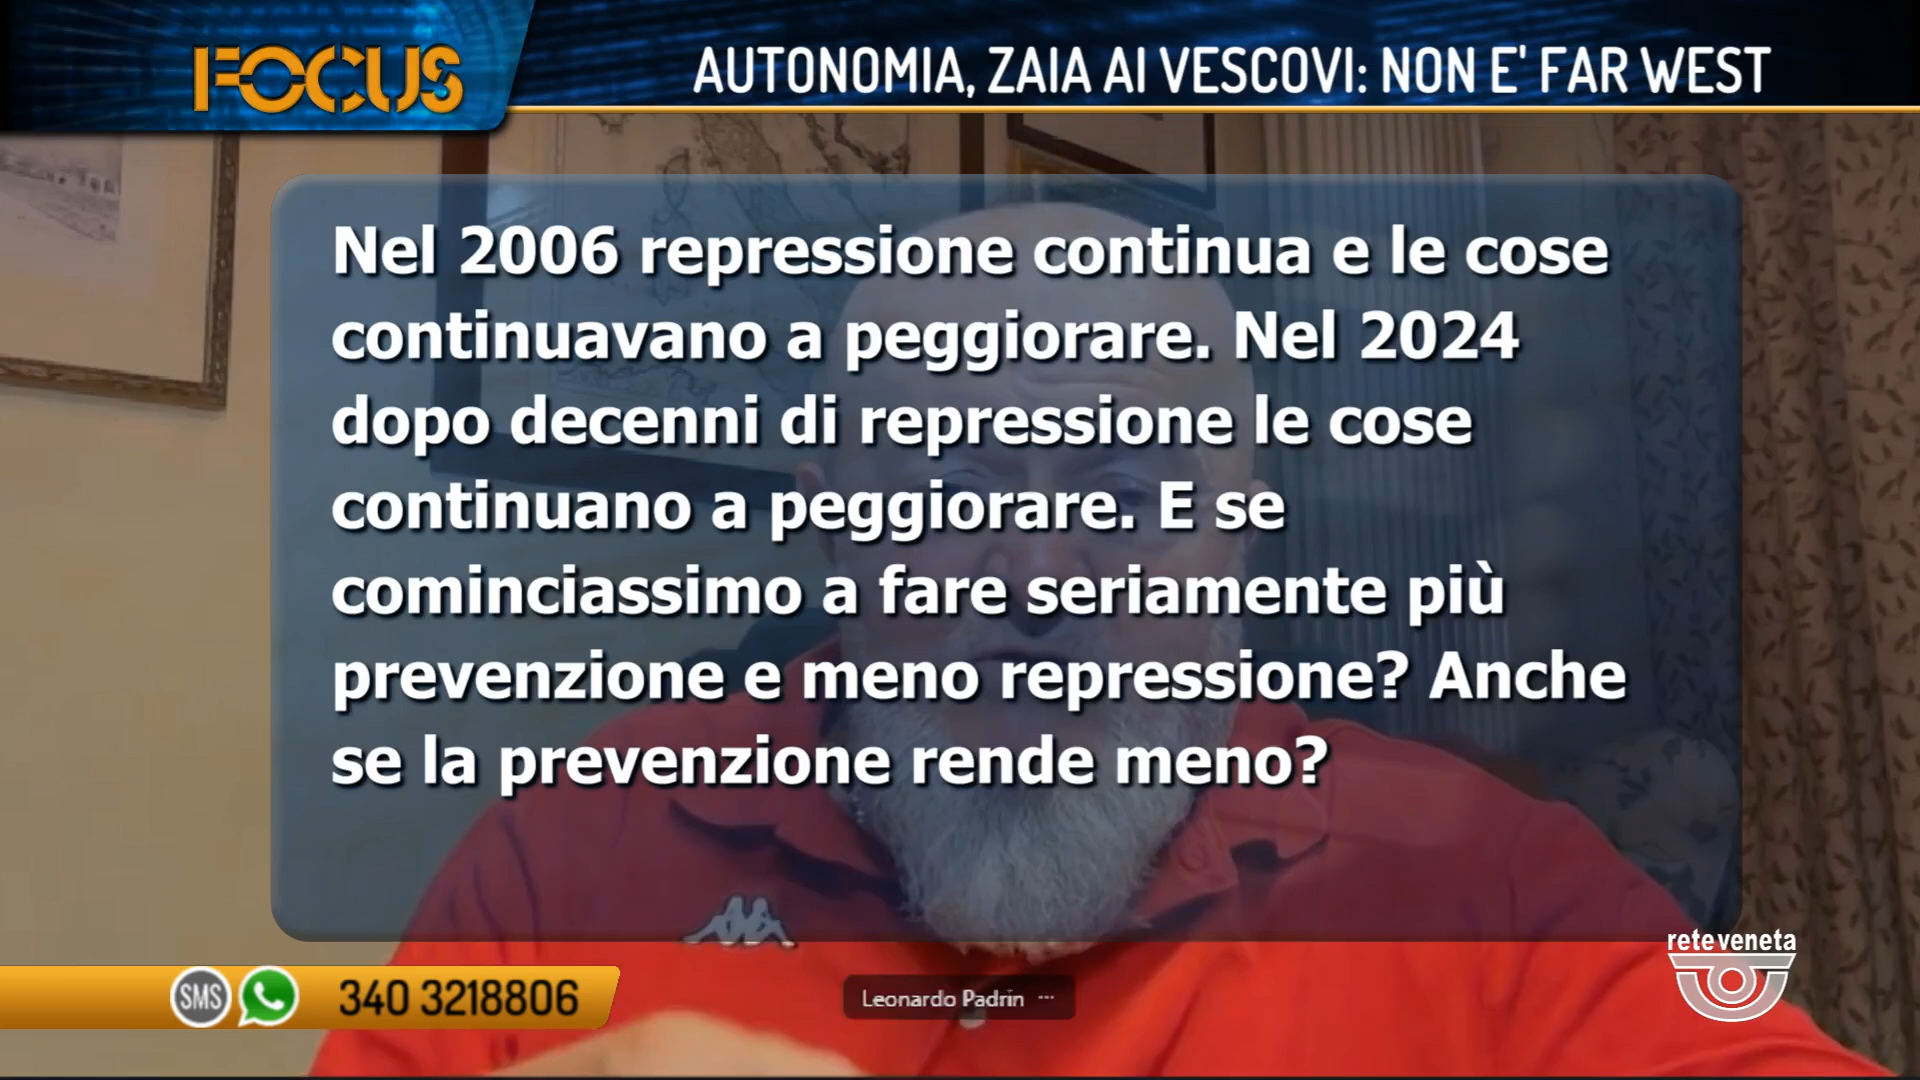 FOCUS
AUTONOMIA, ZAIA AI VESCOVI: NON E' FAR WEST
Nel 2006 repressione continua e le cose
continuavano a peggiorare. Nel 2024
dopo decenni di repressione le cose
continuano a peggiorare. E se
cominciassimo a fare seriamente più
prevenzione e meno repressione? Anche
se la prevenzione rende meno?
reteveneta
SMS 340 3218806
Leonardo Padrin ...